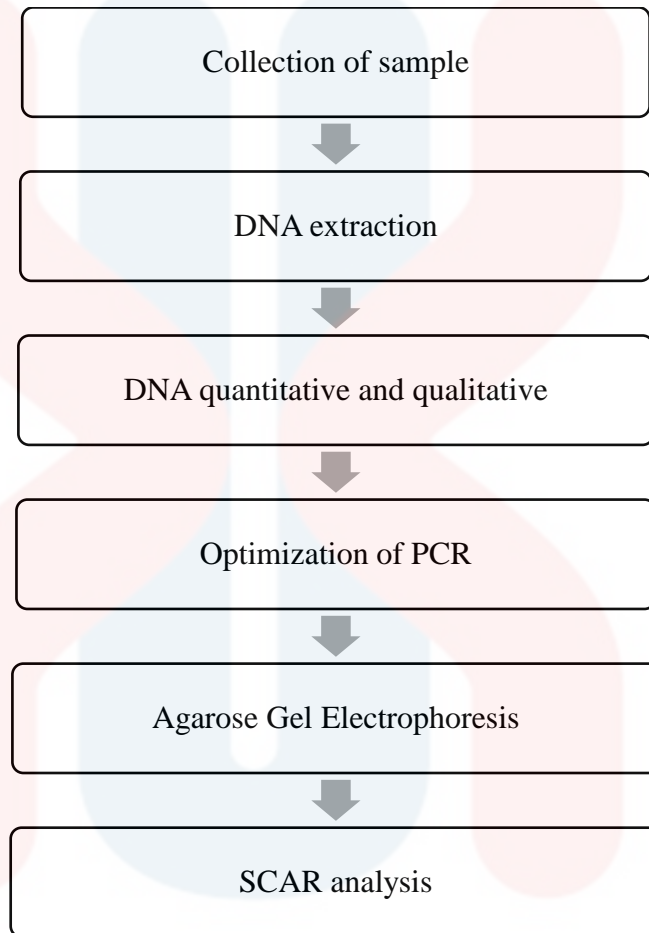 Collection of sample
DNA extraction
DNA quantitative and qualitative
Optimization of PCR
Agarose Gel Electrophoresis
SCAR analysis